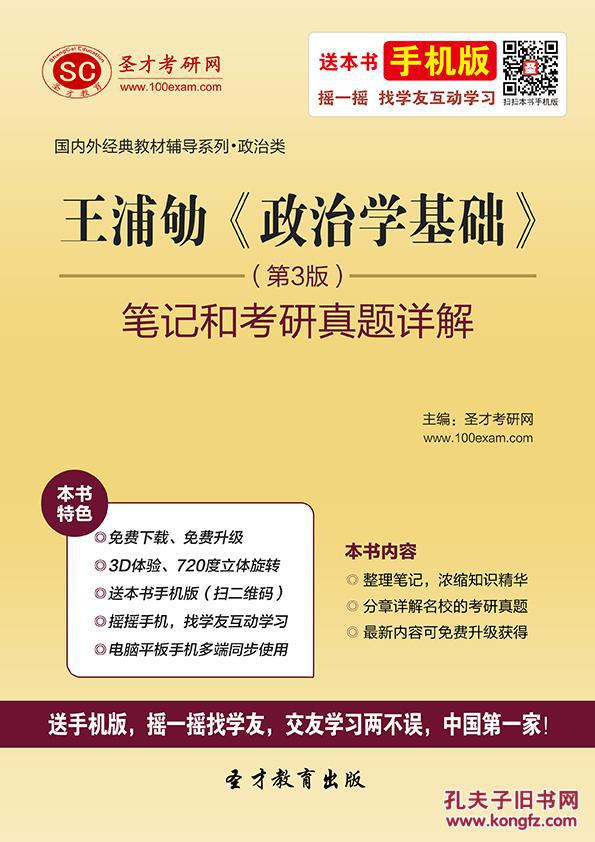 ShengCai Education
SC
圣才教育
圣才考研网
www.100exam.com
送本书 手机版
摇一摇 找学友互动学习
扫扫本书手机版
国内外经典教材辅导系列·政治类
王浦劬《政治学基础》
（第3版）
笔记和考研真题详解
主编：圣才考研网
www.100exam.com
本书
特色
◎免费下载、免费升级
◎3D体验、720度立体旋转
◎送本书手机版（扫二维码）
◎摇摇手机，找学友互动学习
◎电脑平板手机多端同步使用
本书内容
◎整理笔记，浓缩知识精华
◎分章详解名校的考研真题
◎最新内容可免费升级获得
送手机版，摇一摇找学友，交友学习两不误，中国第一家！
圣才教育出版
孔夫子旧书网
www.kongfz.com